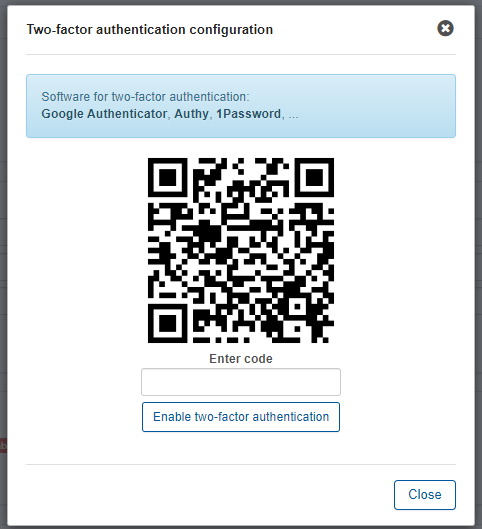 Two-factor authentication configuration
Software for two-factor authentication:
Google Authenticator, Authy, 1Password, ...
Enter code
Enable two-factor authentication
Close